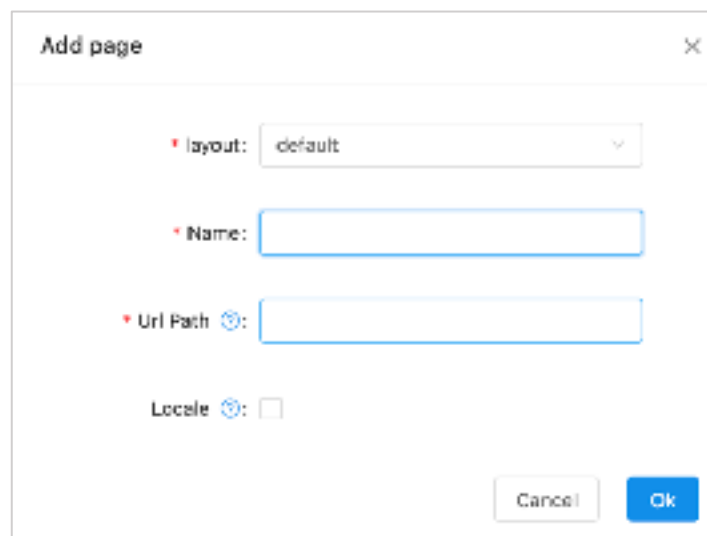 Add page
* layout: default
* Name:
* Url Path ?:
Locale ?:
Cancel Ok